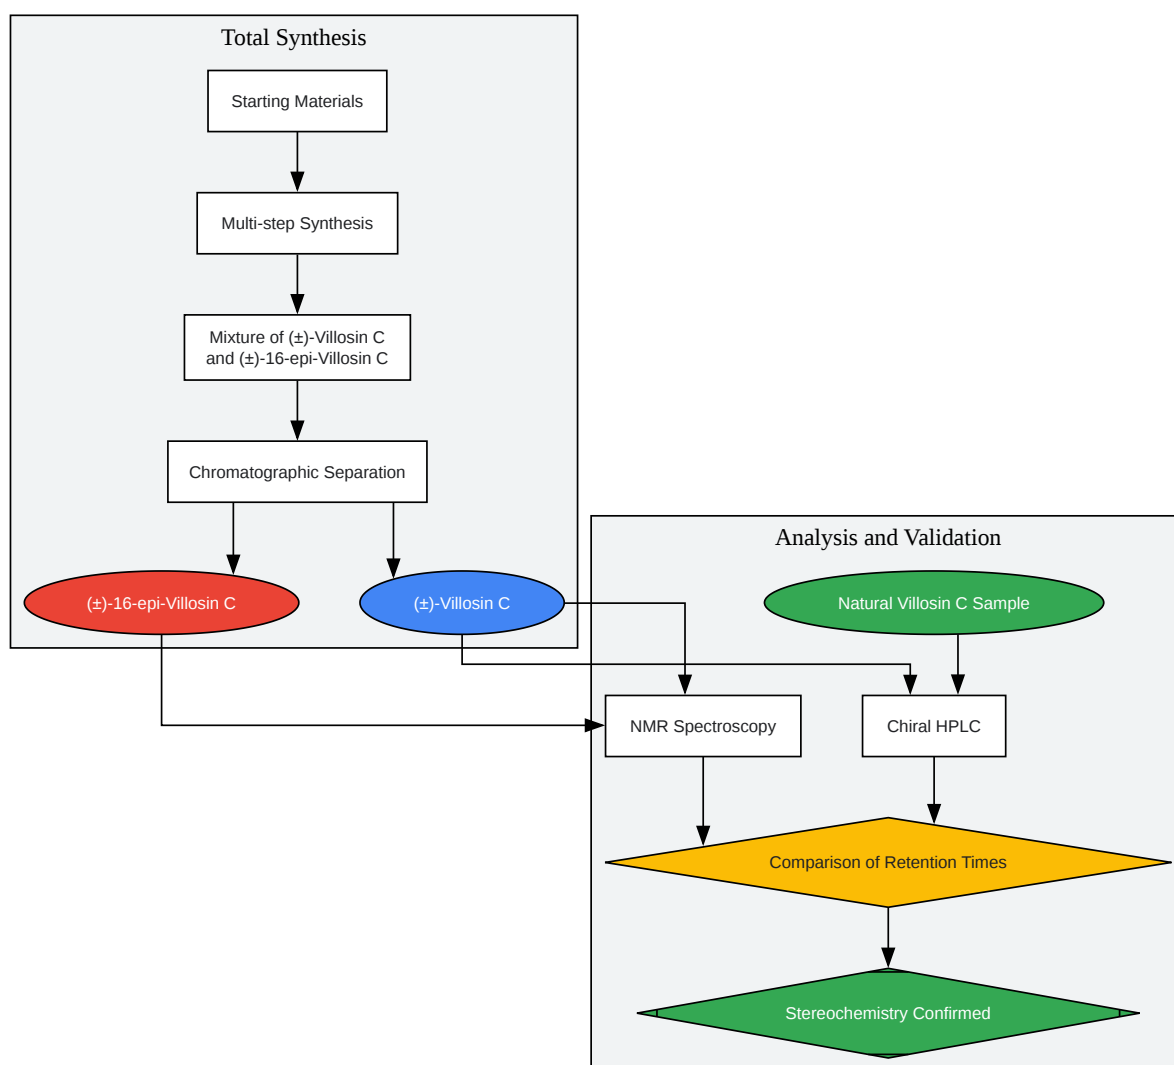 Total Synthesis
Starting Materials
Multi-step Synthesis
Mixture of (±)-Villosin C
and (±)-16-epi-Villosin C
Chromatographic Separation
(±)-16-epi-Villosin C
(±)-Villosin C
Analysis and Validation
Natural Villosin C Sample
NMR Spectroscopy
Chiral HPLC
Comparison of Retention Times
Stereochemistry Confirmed